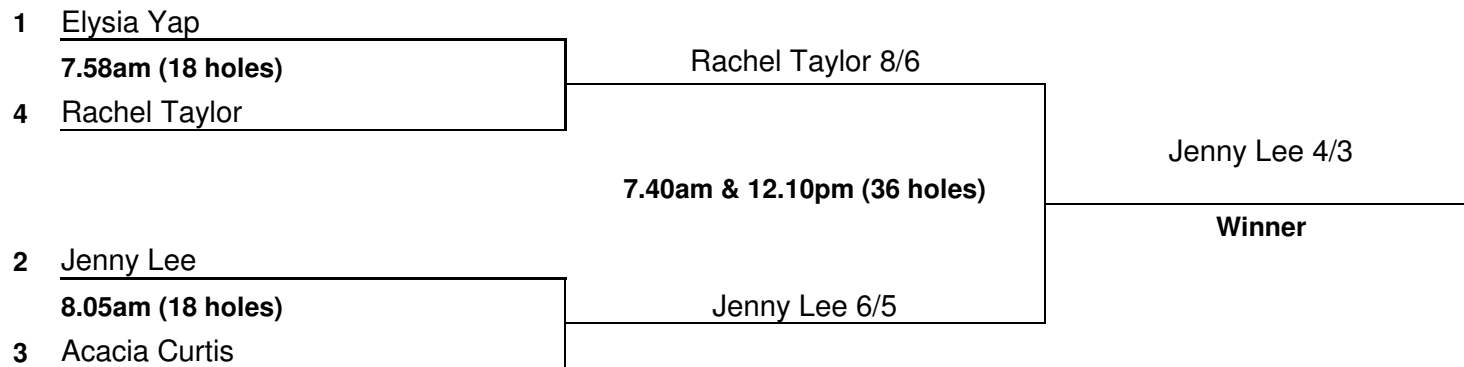 1 Elysia Yap
7.58am (18 holes)
Rachel Taylor 8/6
4 Rachel Taylor
Jenny Lee 4/3
7.40am & 12.10pm (36 holes)
Winner
2 Jenny Lee
8.05am (18 holes)
Jenny Lee 6/5
3 Acacia Curtis